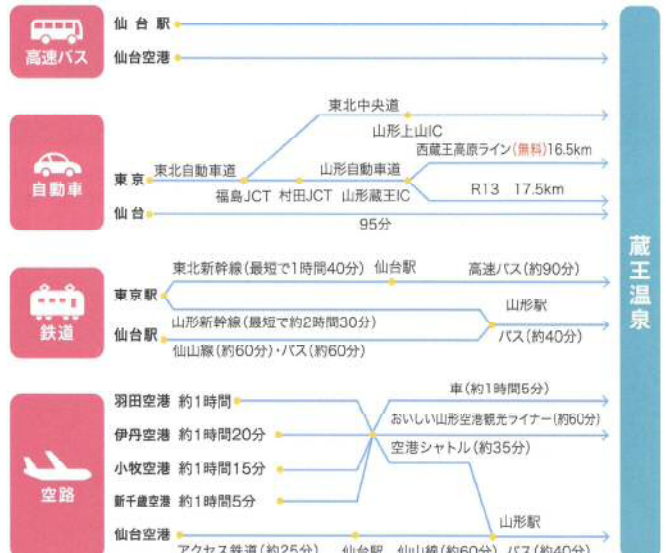 高速バス
仙台駅
仙台空港
自動車
東京
東北自動車道
福島JCT
東北中央道
山形上山IC
村田JCT
山形自動車道
山形蔵王IC
西蔵王高原ライン(無料)16.5km
R13 17.5km
仙台
95分
鉄道
東京駅
東北新幹線(最短で1時間40分)
仙台駅
高速バス(約90分)
山形新幹線(最短で約2時間30分)
山形駅
バス(約40分)
仙台駅
仙山線(約60分)・バス(約60分)
空路
羽田空港 約1時間
伊丹空港 約1時間20分
小牧空港 約1時間15分
新千歳空港 約1時間5分
車(約1時間5分)
おいしい山形空港観光ライナー(約60分)
空港シャトル(約35分)
山形駅
仙台空港
アクセス鉄道(約25分)
仙台駅
仙山線(約60分)
バス(約40分)
蔵王温泉